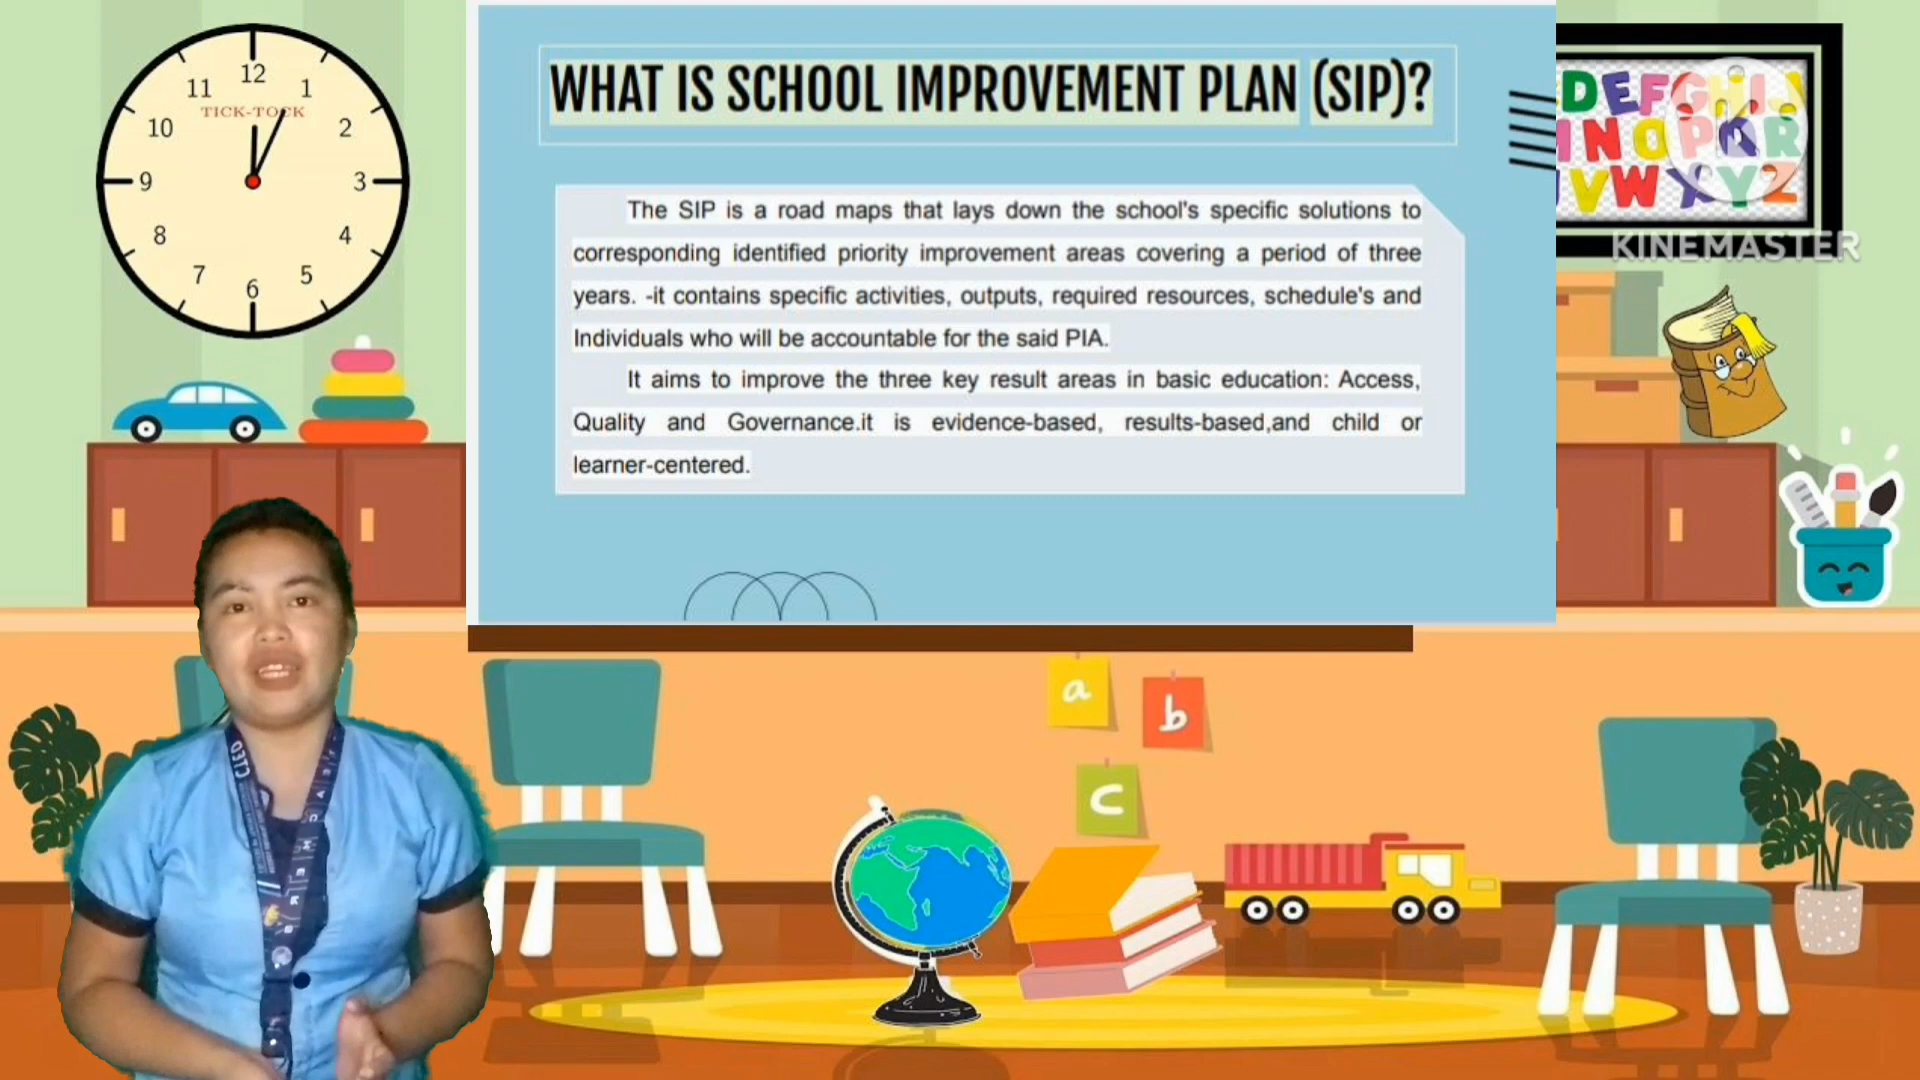 WHAT IS SCHOOL IMPROVEMENT PLAN (SIP)?
The SIP is a road maps that lays down the school's specific solutions to
corresponding identified priority improvement areas covering a period of three
years. -it contains specific activities, outputs, required resources, schedule's and
Individuals who will be accountable for the said PIA.
It aims to improve the three key result areas in basic education: Access,
Quality and Governance.it is evidence-based, results-based,and child or
learner-centered.
12
11 1
TICK-TOCK
10 2
9 3
8 4
7 5
6
DEFGHIJ
NOPQR
VWXYZ
KINEMASTER
a
b
c
CTED